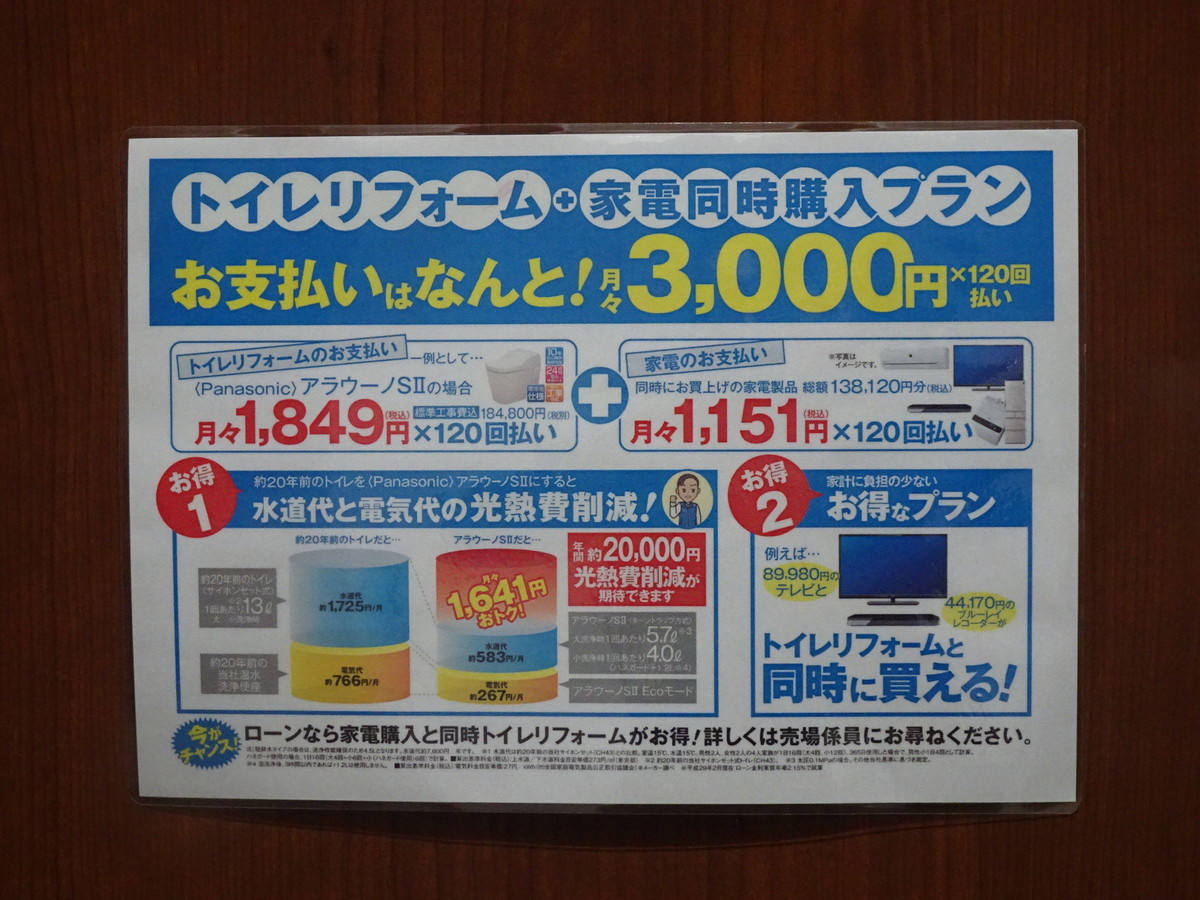 トイレリフォーム+家電同時購入プラン
お支払いはなんと!月々3,000円×120回払い
トイレリフォームのお支払い 一例として…
〈Panasonic〉アラウーノSⅡの場合
標準工事費込 184,800円(税別)
月々1,849円(税込)×120回払い
家電のお支払い
※写真はイメージです。
同時にお買上げの家電製品 総額138,120円分(税込)
月々1,151円(税込)×120回払い
お得1
約20年前のトイレを〈Panasonic〉アラウーノSⅡにすると
水道代と電気代の光熱費削減!
約20年前のトイレだと…
アラウーノSⅡだと…
約20年前のトイレ
(サイホンゼット式)
1回あたり13ℓ
約20年前の
当社温水
洗浄便座
水道代
約1,725円/月
電気代
約766円/月
月々
1,641円
おトク!
水道代
約583円/月
電気代
約267円/月
年間約20,000円
光熱費削減が
期待できます
アラウーノSⅡ(ターントラップ方式)
大洗浄時1回あたり5.7ℓ※3
小洗浄時1回あたり4.0ℓ
アラウーノSⅡ Ecoモード
お得2
家計に負担の少ない
お得なプラン
例えば…
89,980円の
テレビと
44,170円の
ブルーレイ
レコーダーが
トイレリフォームと
同時に買える!
今がチャンス!
ローンなら家電購入と同時トイレリフォームがお得!詳しくは売場係員にお尋ねください。